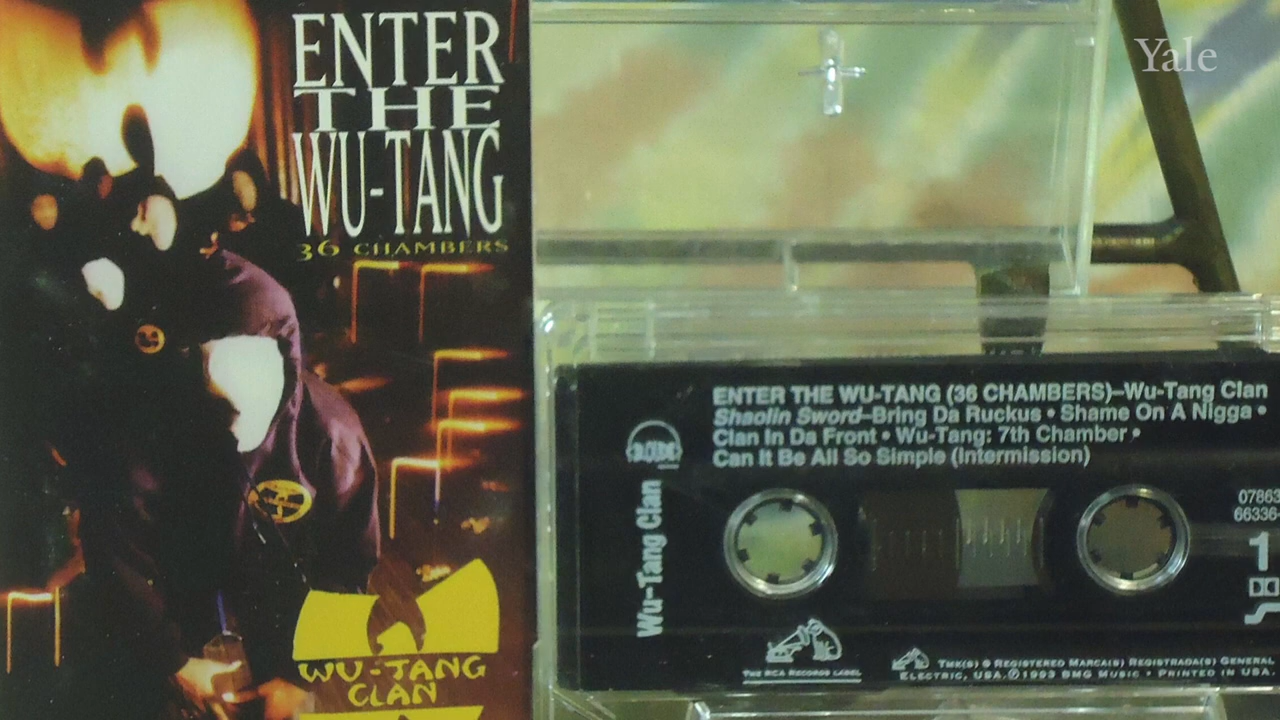 ENTER
THE
WU-TANG
36 CHAMBERS
WU-TANG
CLAN
Yale
ENTER THE WU-TANG (36 CHAMBERS)–Wu-Tang Clan
Shaolin Sword–Bring Da Ruckus • Shame On A Nigga •
Clan In Da Front • Wu-Tang: 7th Chamber •
Can It Be All So Simple (Intermission)
Wu-Tang Clan
07863
66336-
1
THE RCA RECORDS LABEL
TMK(S) ® REGISTERED MARCA(S) REGISTRADA(S) GENERAL
ELECTRIC, USA. ℗1993 BMG MUSIC • PRINTED IN USA.